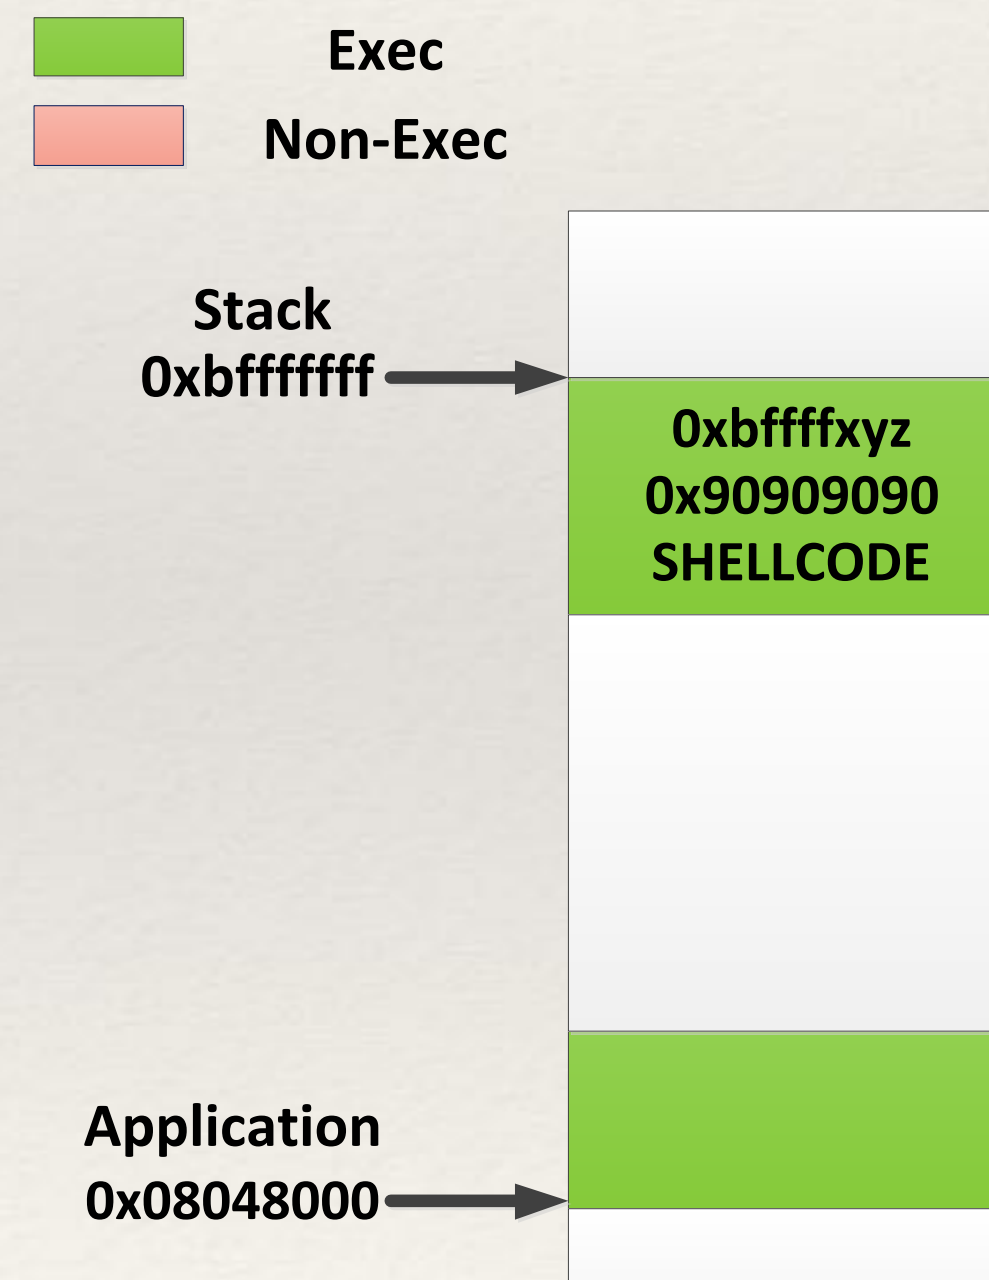 Exec
Non-Exec
Stack
0xbfffffff
0xbffffxyz
0x90909090
SHELLCODE
Application
0x08048000